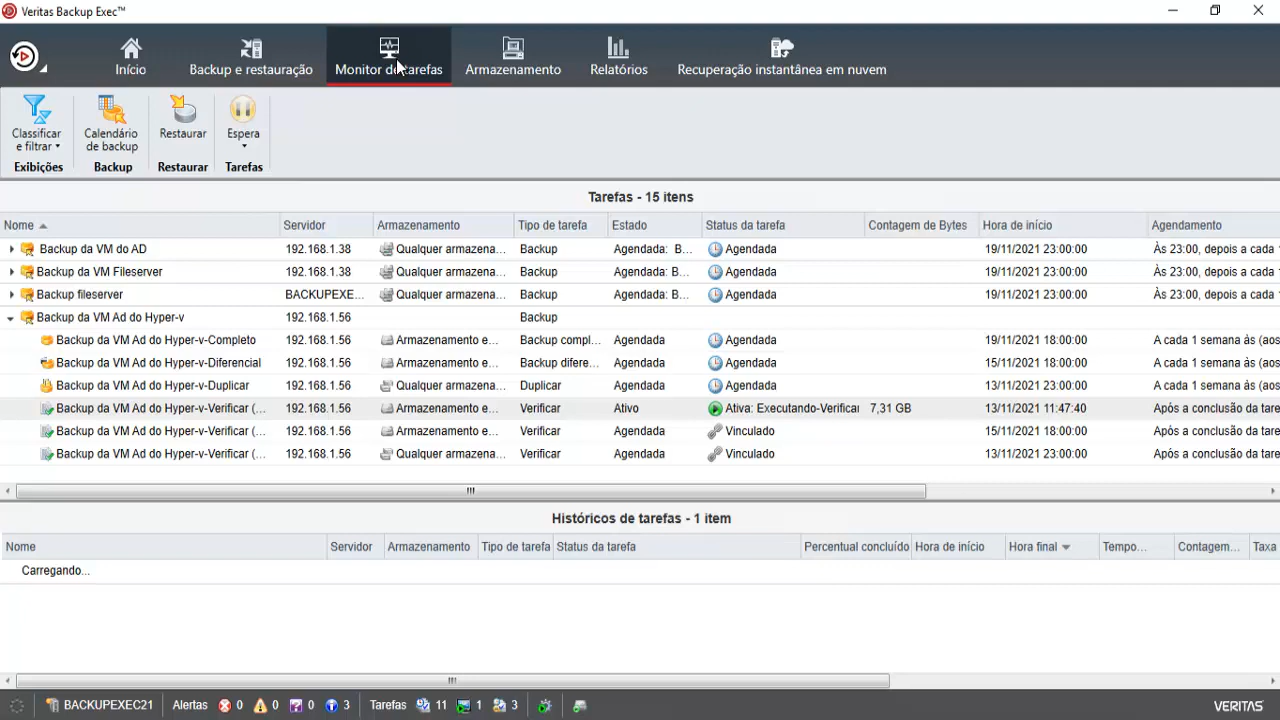 Veritas Backup Exec™
Início
Backup e restauração
Monitor de tarefas
Armazenamento
Relatórios
Recuperação instantânea em nuvem
Classificar
e filtrar
Exibições
Calendário
de backup
Backup
Restaurar
Restaurar
Espera
Tarefas
Tarefas - 15 itens
Nome Servidor Armazenamento Tipo de tarefa Estado Status da tarefa Contagem de Bytes Hora de início Agendamento
Backup da VM do AD 192.168.1.38 Qualquer armazena... Backup Agendada: B... Agendada 19/11/2021 23:00:00 Às 23:00, depois a cada
Backup da VM Fileserver 192.168.1.38 Qualquer armazena... Backup Agendada: B... Agendada 19/11/2021 23:00:00 Às 23:00, depois a cada
Backup fileserver BACKUPEXE... Qualquer armazena... Backup Agendada: B... Agendada 19/11/2021 23:00:00 Às 23:00, depois a cada
Backup da VM Ad do Hyper-v 192.168.1.56 Backup
Backup da VM Ad do Hyper-v-Completo 192.168.1.56 Armazenamento e... Backup compl... Agendada Agendada 19/11/2021 18:00:00 A cada 1 semana às (aos
Backup da VM Ad do Hyper-v-Diferencial 192.168.1.56 Armazenamento e... Backup difere... Agendada Agendada 15/11/2021 18:00:00 A cada 1 semana às (aos
Backup da VM Ad do Hyper-v-Duplicar 192.168.1.56 Qualquer armazena... Duplicar Agendada Agendada 13/11/2021 23:00:00 A cada 1 semana às (aos
Backup da VM Ad do Hyper-v-Verificar (... 192.168.1.56 Armazenamento e... Verificar Ativo Ativa: Executando-Verificar 7,31 GB 13/11/2021 11:47:40 Após a conclusão da tare
Backup da VM Ad do Hyper-v-Verificar (... 192.168.1.56 Armazenamento e... Verificar Agendada Vinculado 15/11/2021 18:00:00 Após a conclusão da tare
Backup da VM Ad do Hyper-v-Verificar (... 192.168.1.56 Qualquer armazena... Verificar Agendada Vinculado 13/11/2021 23:00:00 Após a conclusão da tare
Históricos de tarefas - 1 item
Nome Servidor Armazenamento Tipo de tarefa Status da tarefa Percentual concluído Hora de início Hora final Tempo... Contagem... Taxa
Carregando...
BACKUPEXEC21 Alertas 0 0 0 3 Tarefas 11 1 3 VERITAS